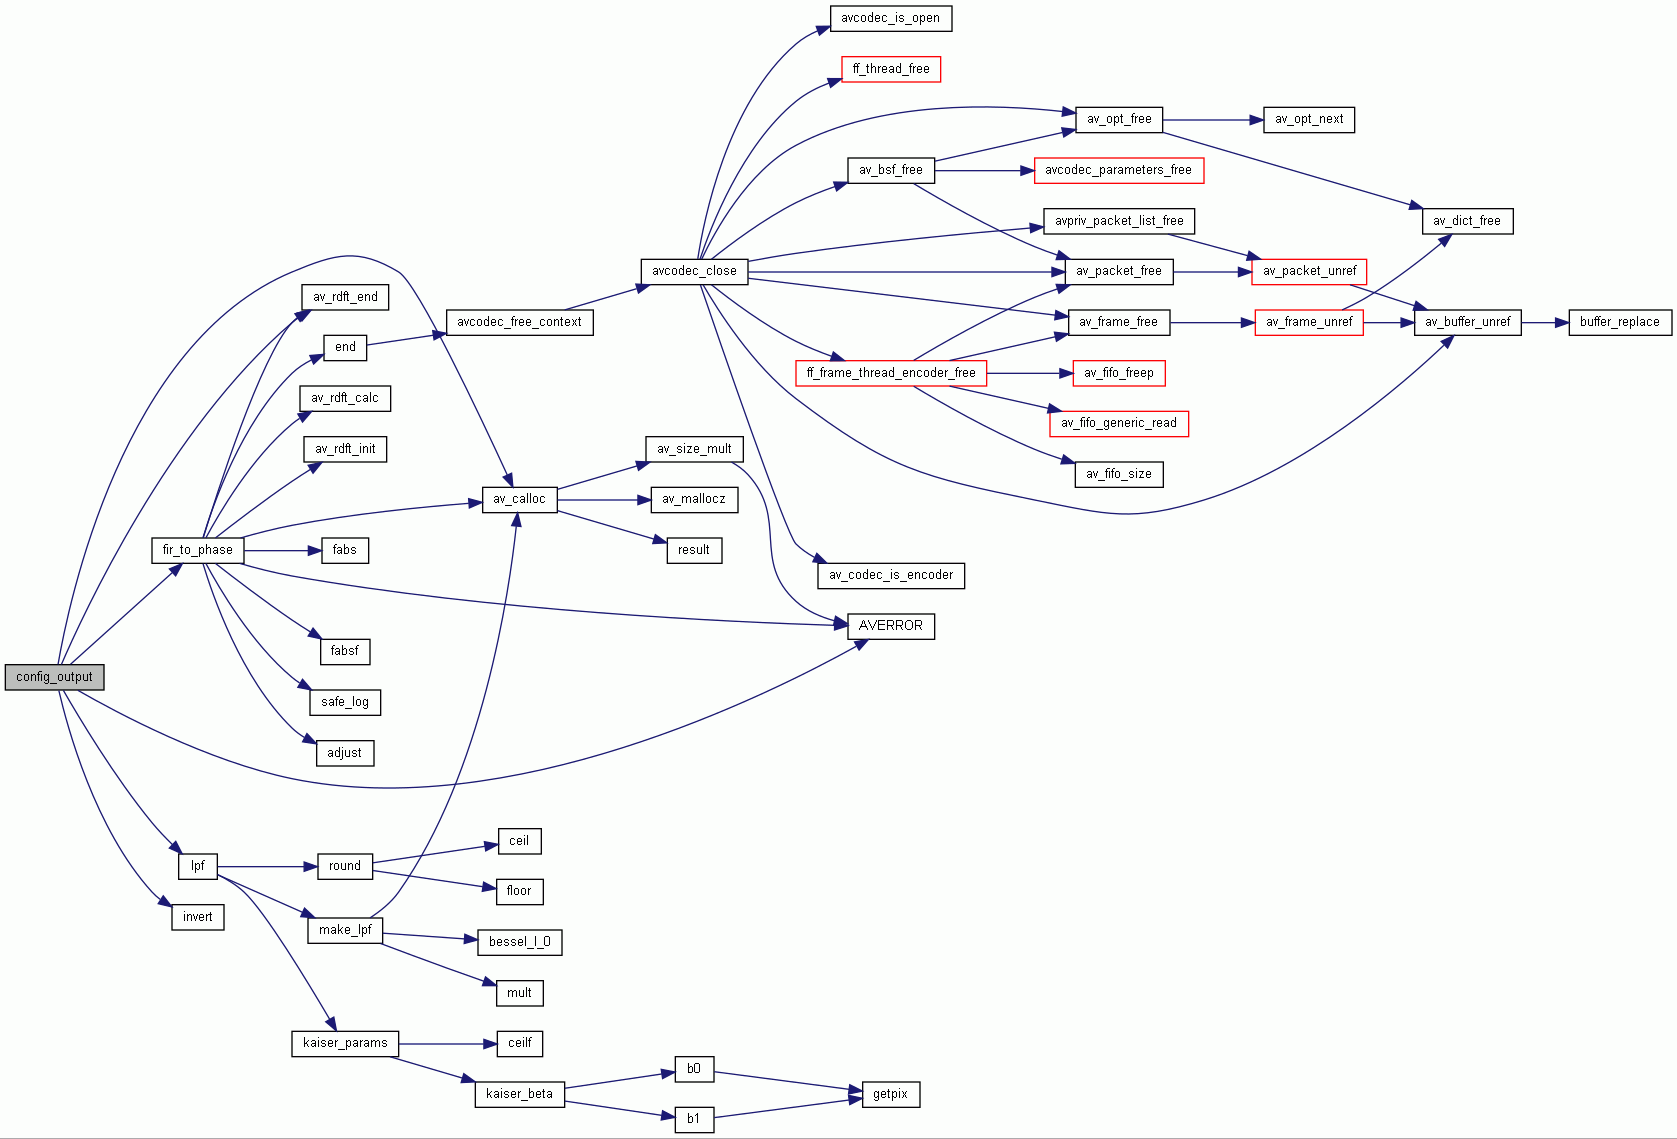 avcodec_is_open
ff_thread_free
av_opt_free
av_opt_next
av_bsf_free
avcodec_parameters_free
avpriv_packet_list_free
av_dict_free
avcodec_close
av_packet_free
av_packet_unref
av_rdft_end
avcodec_free_context
av_frame_free
av_frame_unref
av_buffer_unref
buffer_replace
end
ff_frame_thread_encoder_free
av_fifo_freep
av_rdft_calc
av_fifo_generic_read
av_rdft_init
av_size_mult
av_fifo_size
av_calloc
av_mallocz
fir_to_phase
fabs
result
av_codec_is_encoder
AVERROR
fabsf
config_output
safe_log
adjust
ceil
lpf
round
floor
invert
make_lpf
bessel_I_0
mult
kaiser_params
ceilf
b0
kaiser_beta
getpix
b1